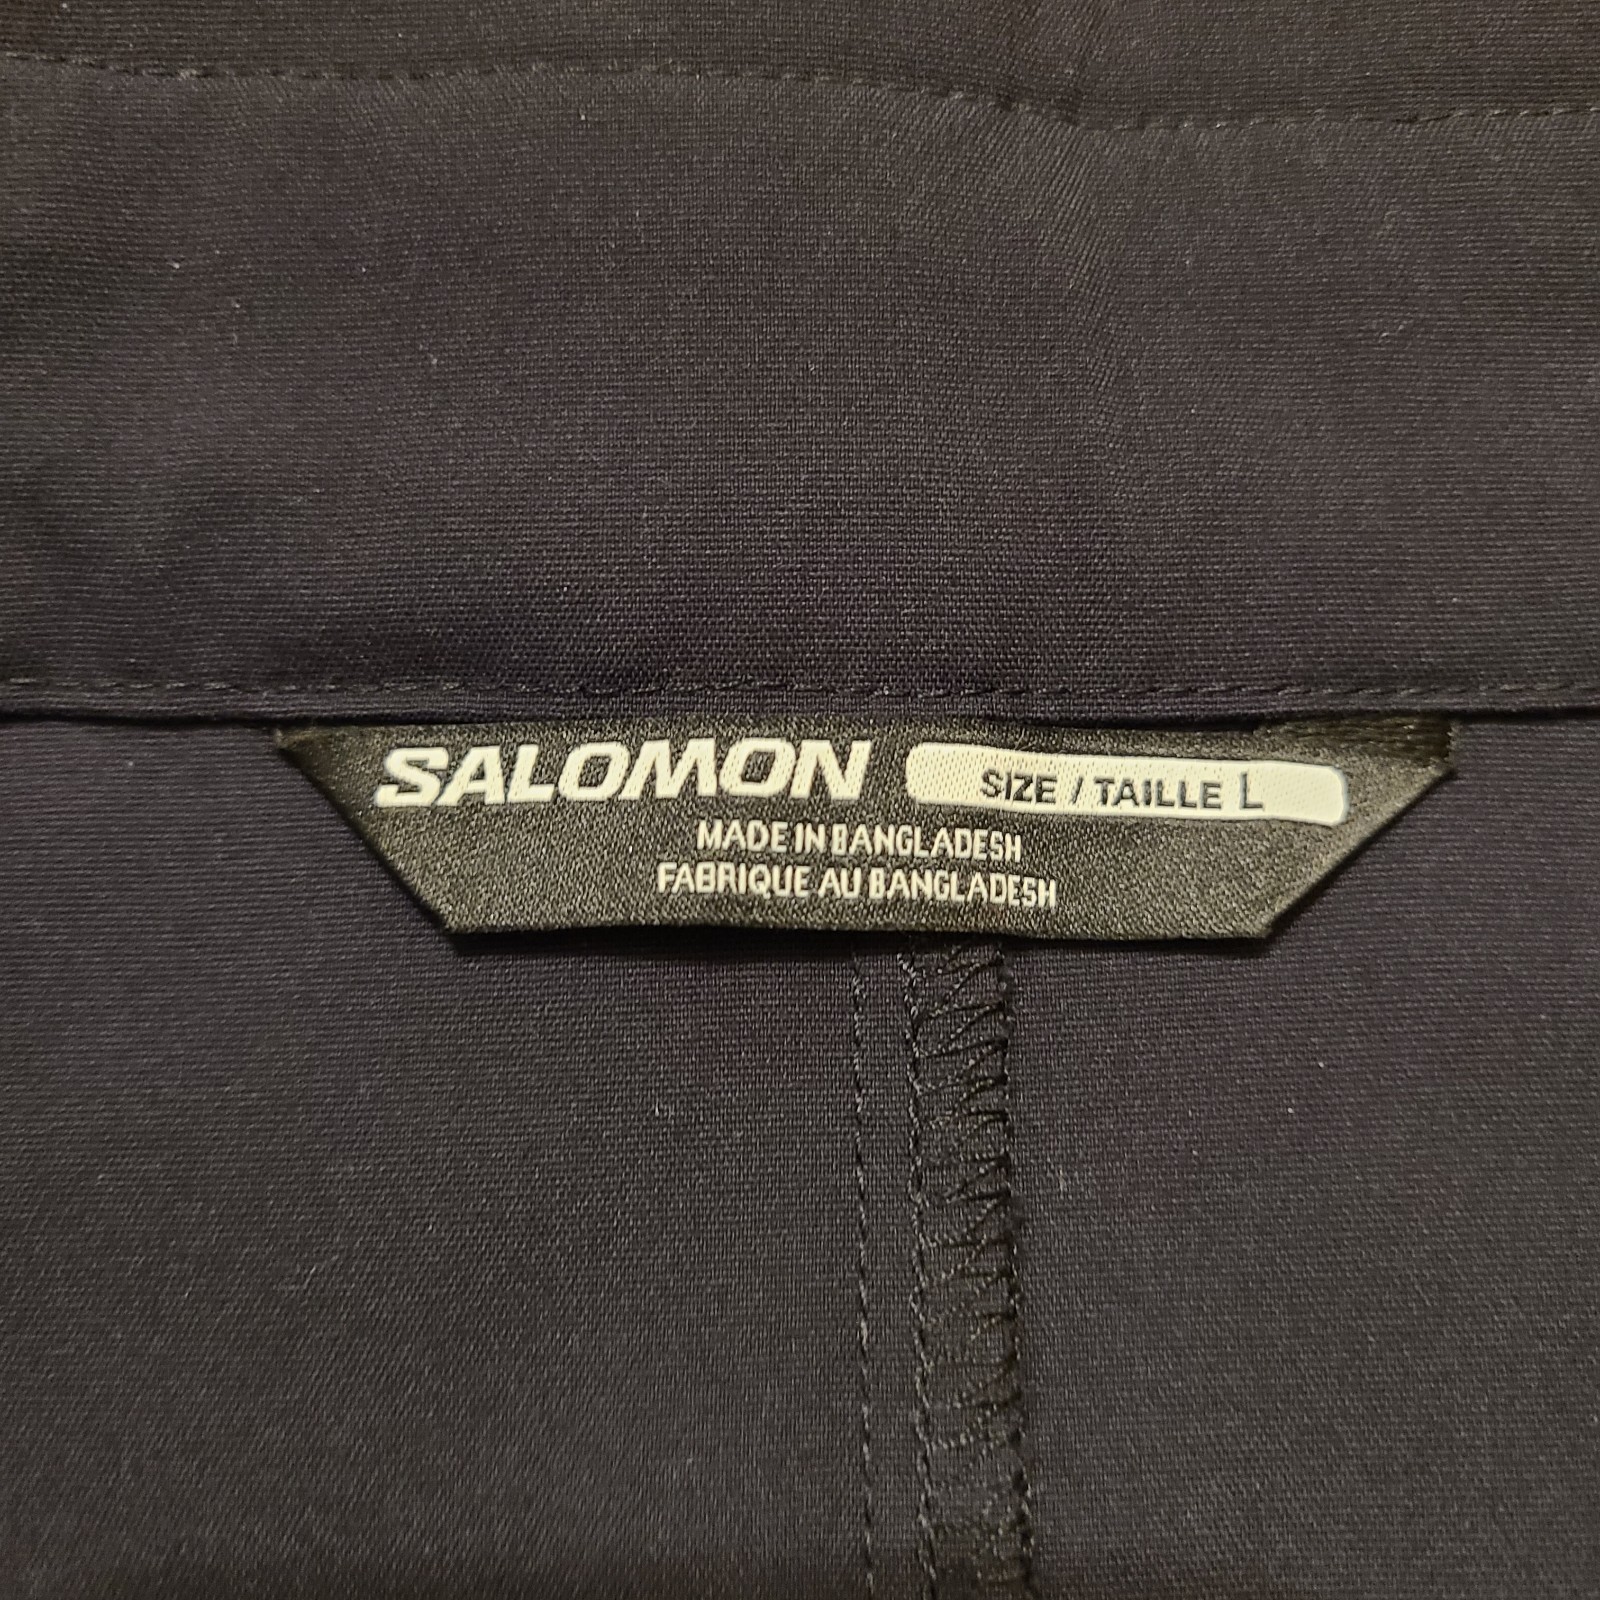 SALOMON SIZE / TAILLE L
MADE IN BANGLADESH
FABRIQUE AU BANGLADESH